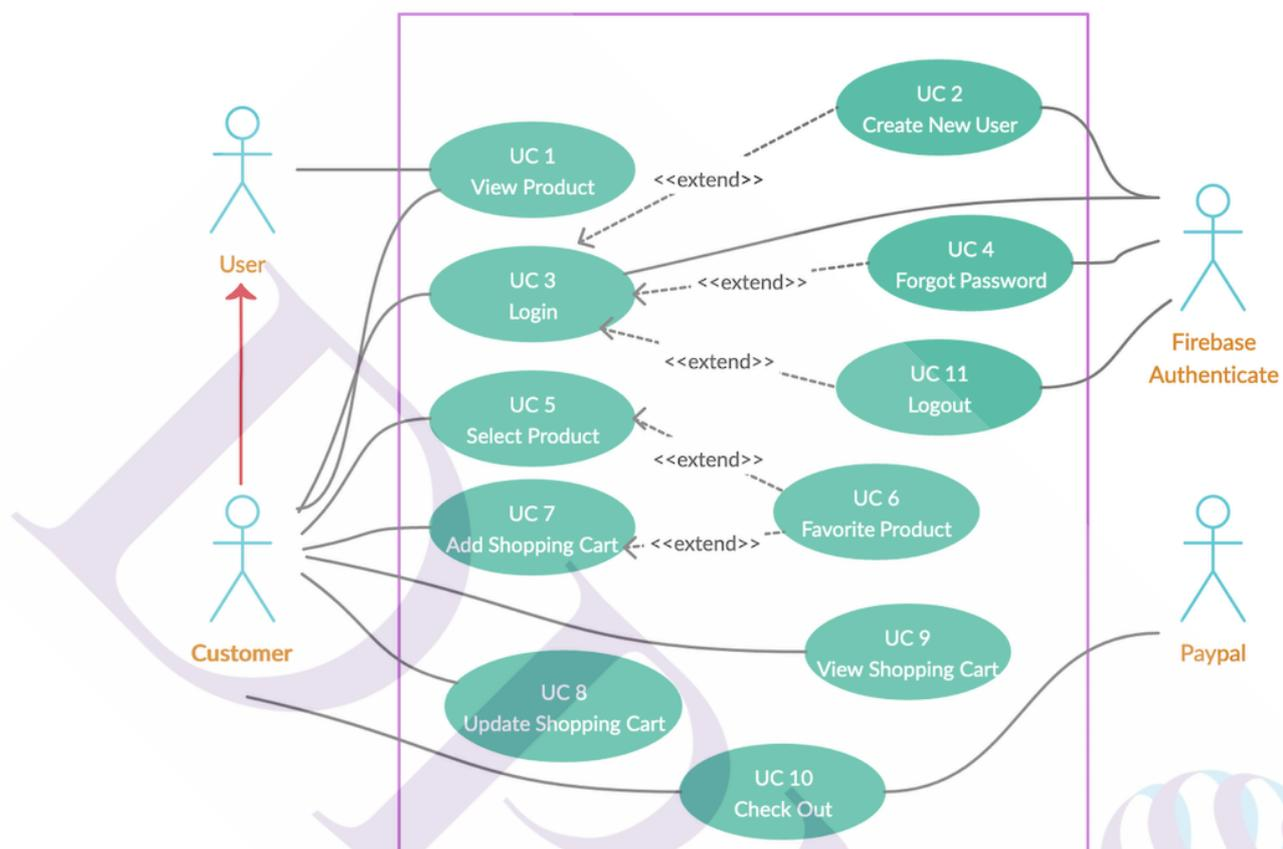 UC 2
Create New User
UC 1
View Product
<<extend>>
User
UC 3
Login
UC 4
Forgot Password
<<extend>>
Firebase
Authenticate
<<extend>>
UC 11
Logout
UC 5
Select Product
<<extend>>
UC 6
Favorite Product
UC 7
Add Shopping Cart
<<extend>>
Customer
UC 9
View Shopping Cart
Paypal
UC 8
Update Shopping Cart
UC 10
Check Out